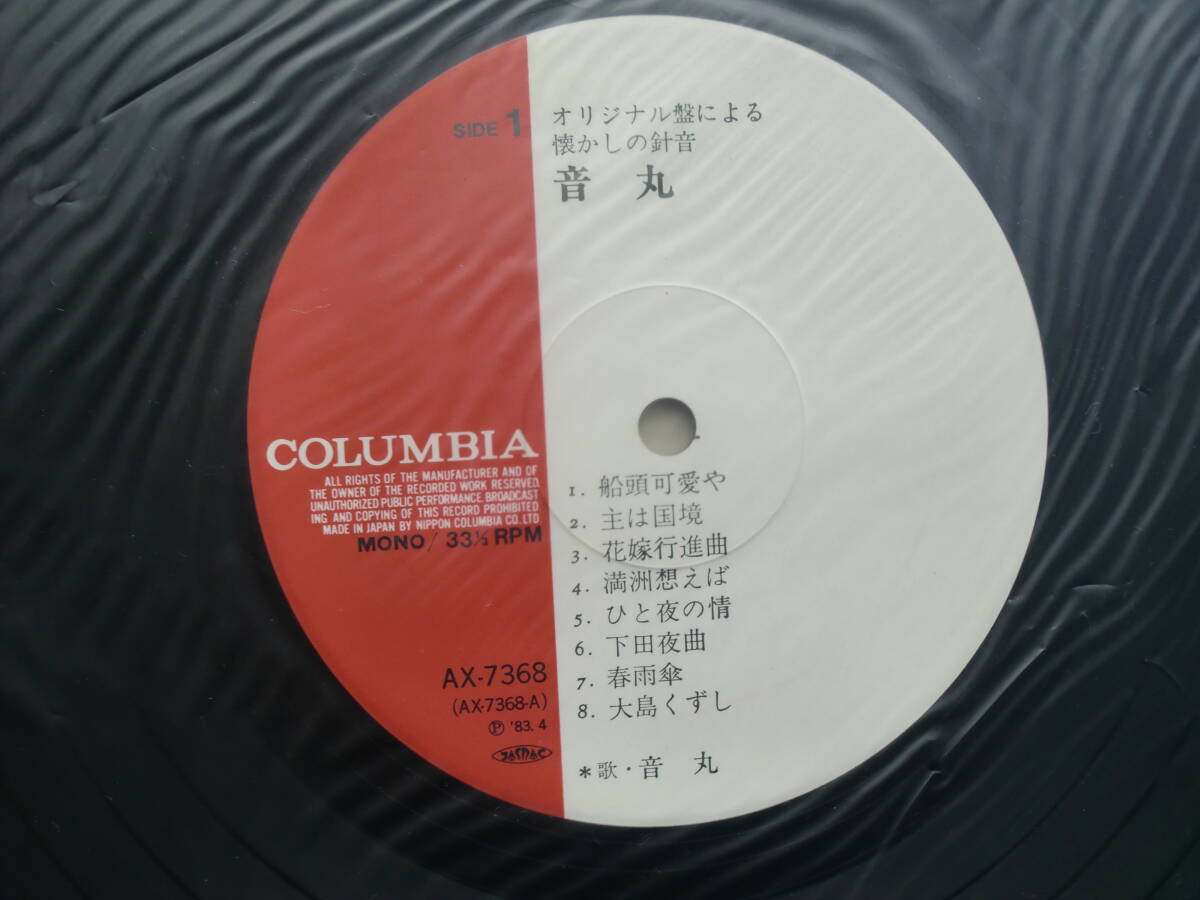 SIDE 1
オリジナル盤による
懐かしの針音
音 丸
COLUMBIA
ALL RIGHTS OF THE MANUFACTURER AND OF
THE OWNER OF THE RECORDED WORK RESERVED.
UNAUTHORIZED PUBLIC PERFORMANCE BROADCAST
ING AND COPYING OF THIS RECORD PROHIBITED
MADE IN JAPAN BY NIPPON COLUMBIA CO. LTD.
MONO/33⅓ RPM
1. 船頭可愛や
2. 主は国境
3. 花嫁行進曲
4. 満洲想えば
5. ひと夜の情
6. 下田夜曲
7. 春雨傘
8. 大島くずし
AX-7368
(AX-7368-A)
Ⓟ '83. 4
JASRAC
*歌・音 丸